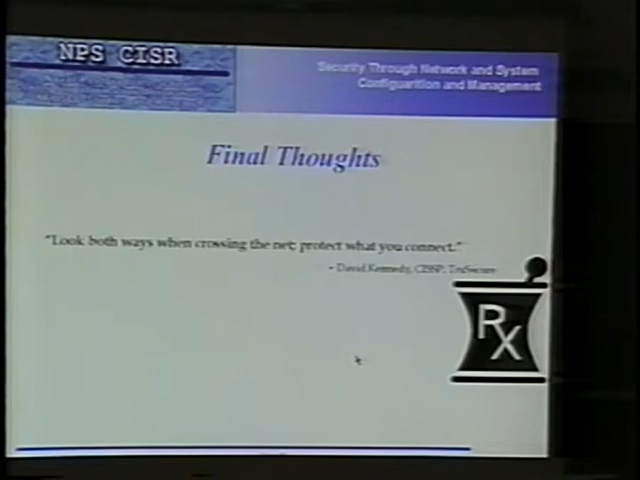 NPS CISR
Security Through Network and System
Configuartion and Management
Final Thoughts
"Look both ways when crossing the net; protect what you connect."
- David Kennedy, CISSP, TruSecure
RX